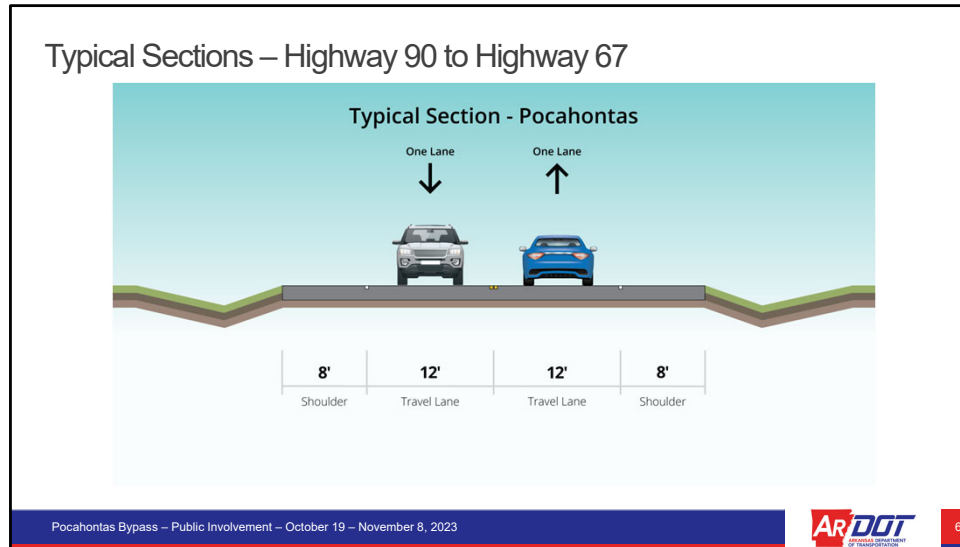 Typical Sections – Highway 90 to Highway 67
Typical Section - Pocahontas
One Lane One Lane
8' 12' 12' 8'
Shoulder Travel Lane Travel Lane Shoulder
Pocahontas Bypass – Public Involvement – October 19 – November 8, 2023
ARDOT
ARKANSAS DEPARTMENT
OF TRANSPORTATION
6